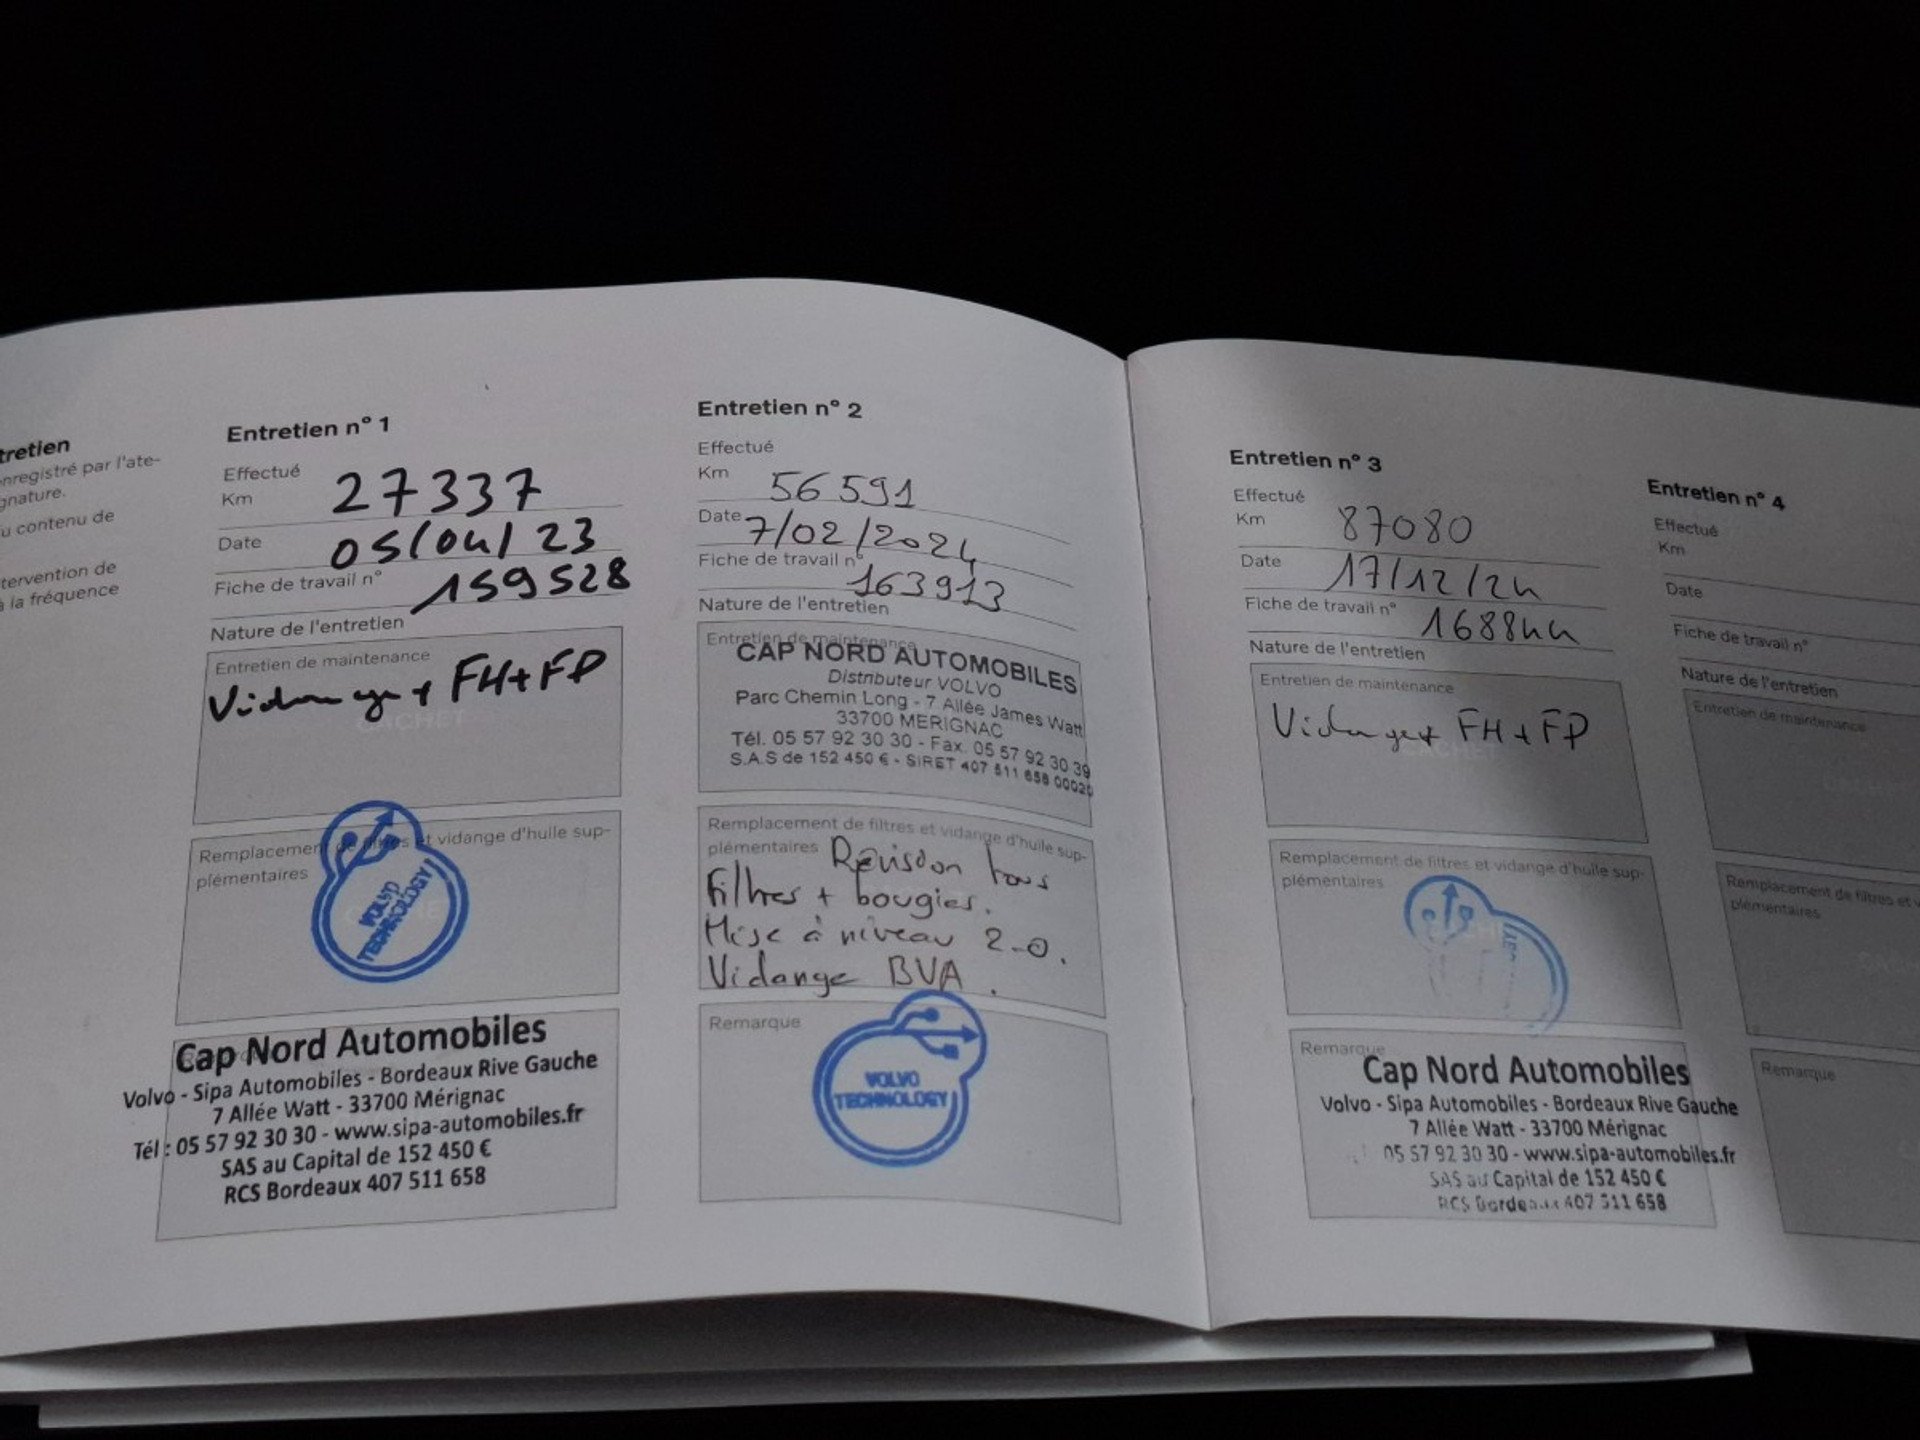 tretien
nregistré par l'ate-
gnature.
u contenu de
tervention de
à la fréquence
Entretien n° 1
Effectué
Km 27337
Date 05/04/23
Fiche de travail n° 159528
Nature de l'entretien
Entretien de maintenance
Vidange + FH+FP
CACHET
Remplacement de filtres et vidange d'huile sup-
plémentaires
VOLVO
TECHNOLOGY
Cap Nord Automobiles
Volvo - Sipa Automobiles - Bordeaux Rive Gauche
7 Allée Watt - 33700 Mérignac
Tél : 05 57 92 30 30 - www.sipa-automobiles.fr
SAS au Capital de 152 450 €
RCS Bordeaux 407 511 658
Entretien n° 2
Effectué
Km 56591
Date 7/02/2024
Fiche de travail n° 163913
Nature de l'entretien
Entretien de maintenance
CAP NORD AUTOMOBILES
Distributeur VOLVO
Parc Chemin Long - 7 Allée James Watt
33700 MERIGNAC
Tél. 05 57 92 30 30 - Fax. 05 57 92 30 39
S.A.S de 152 450 € - SIRET 407 511 658 00020
Remplacement de filtres et vidange d'huile sup-
plémentaires Révision tous
Filtres + bougies.
Mise à niveau 2-0.
Vidange BVA.
Remarque
VOLVO
TECHNOLOGY
Entretien n° 3
Effectué
Km 87080
Date 17/12/24
Fiche de travail n° 168844
Nature de l'entretien
Entretien de maintenance
Vidange + FH + FP
Remplacement de filtres et vidange d'huile sup-
plémentaires
Remarque
Cap Nord Automobiles
Volvo - Sipa Automobiles - Bordeaux Rive Gauche
7 Allée Watt - 33700 Mérignac
05 57 92 30 30 - www.sipa-automobiles.fr
SAS au Capital de 152 450 €
RCS Bordeaux 407 511 658
Entretien n° 4
Effectué
Km
Date
Fiche de travail n°
Nature de l'entretien
Entretien de maintenance
Remplacement de filtres et v
plémentaires
Remarque